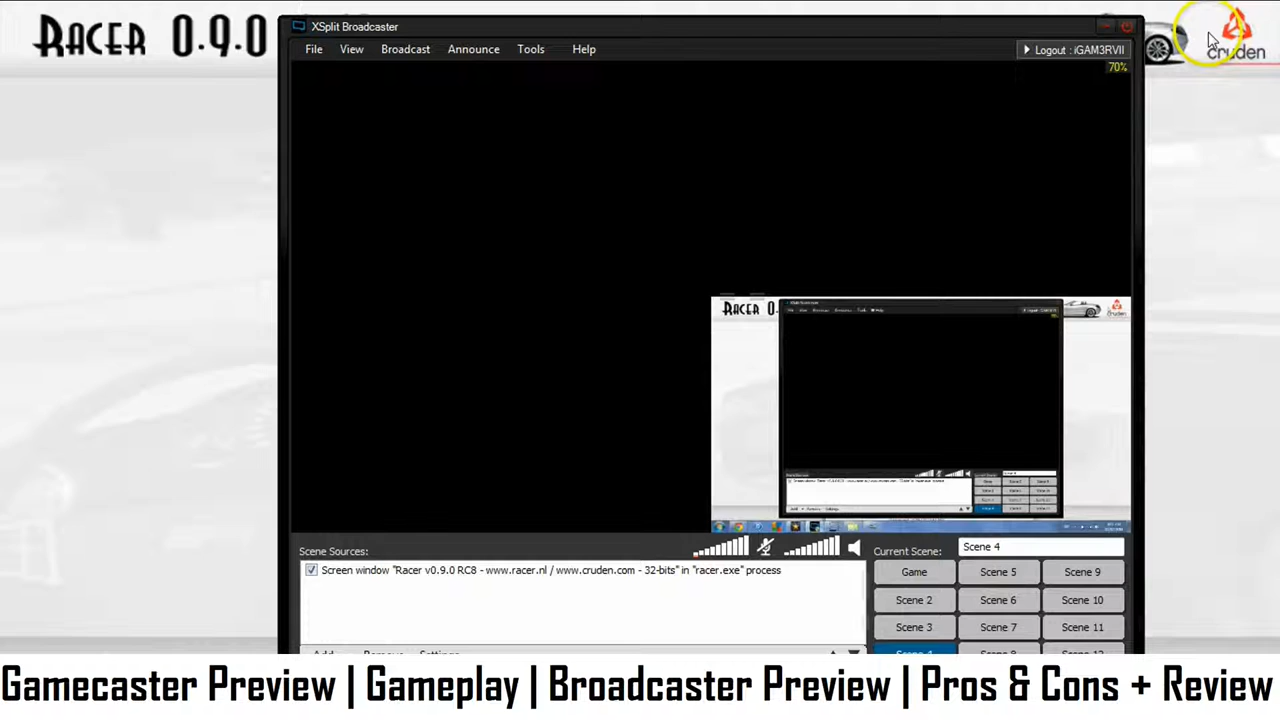 RACER 0.9.0
XSplit Broadcaster
cruden
File View Broadcast Announce Tools Help
Logout : iGAM3RVII
70%
RACER 0.
cruden
Scene Sources:
Current Scene:
Scene 4
Screen window "Racer v0.9.0 RC8 - www.racer.nl / www.cruden.com - 32-bits" in "racer.exe" process
Game
Scene 5
Scene 9
Scene 2
Scene 6
Scene 10
Scene 3
Scene 7
Scene 11
Gamecaster Preview | Gameplay | Broadcaster Preview | Pros & Cons + Review